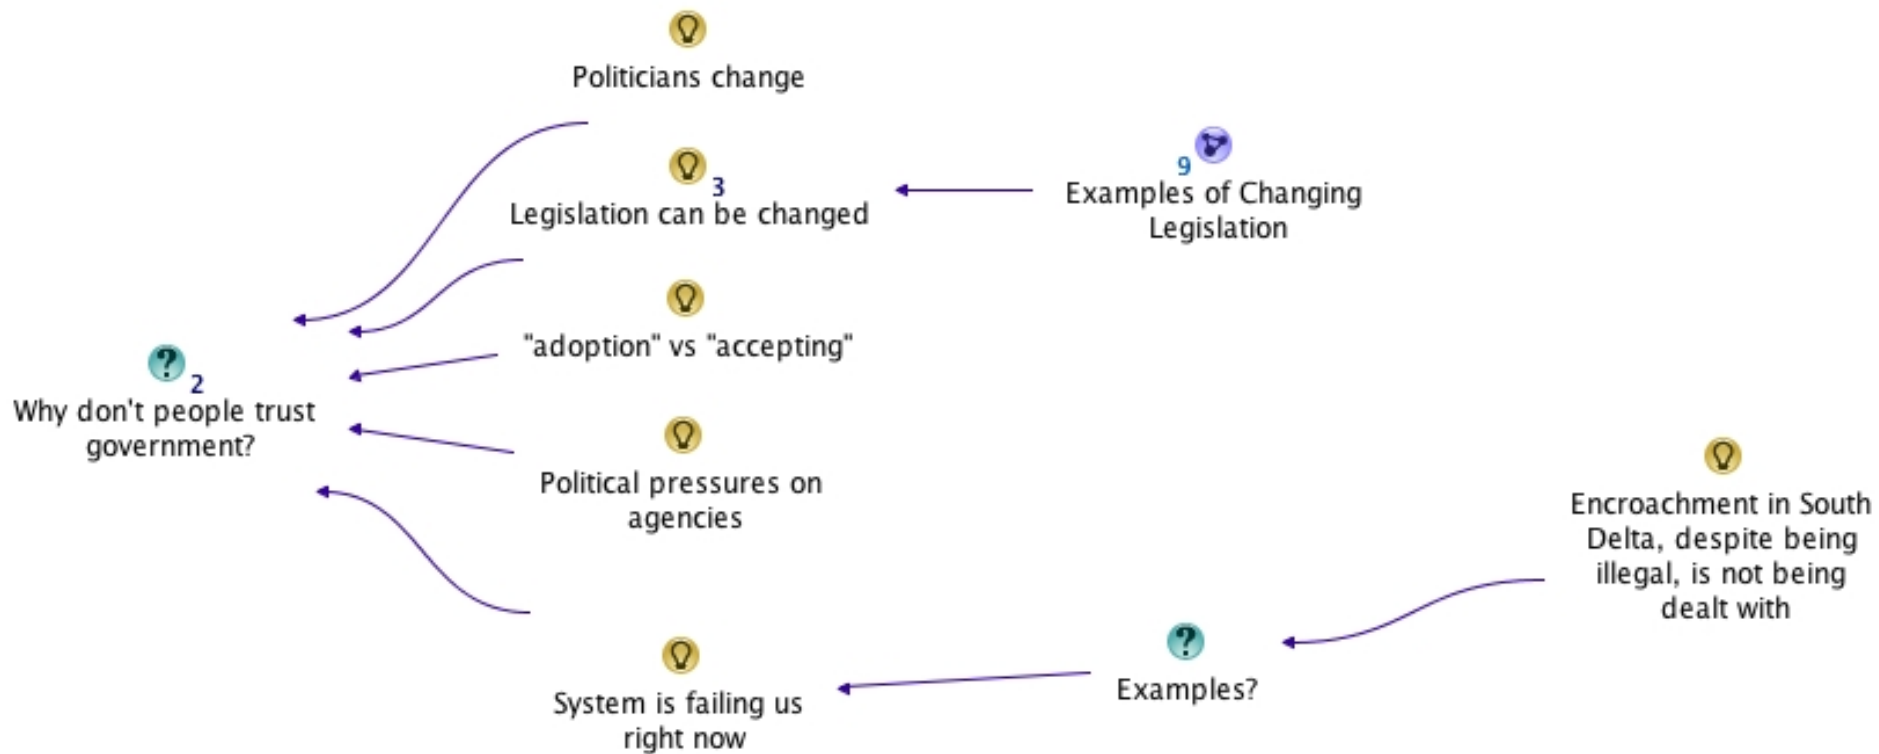 Politicians change
3
Legislation can be changed
9
Examples of Changing
Legislation
"adoption" vs "accepting"
2
Why don't people trust
government?
Political pressures on
agencies
Encroachment in South
Delta, despite being
illegal, is not being
dealt with
?
Examples?
System is failing us
right now
?